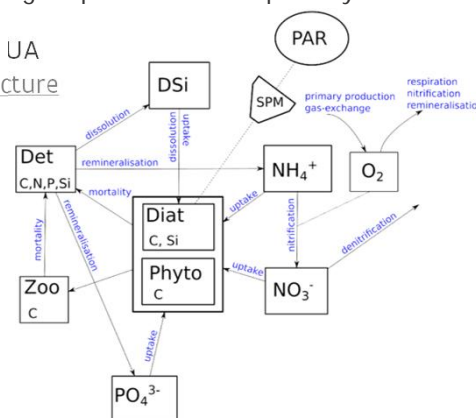 UA
cture
PAR
DSi
SPM
primary production
gas-exchange
respiration
nitrification
remineralisatio
dissolution
dissolution
uptake
Det
C,N,P,Si
remineralisation
NH₄⁺
O₂
mortality
uptake
Diat
C, Si
nitrification
denitrification
mortality
remineralisation
Phyto
C
uptake
NO₃⁻
Zoo
C
uptake
PO₄³⁻